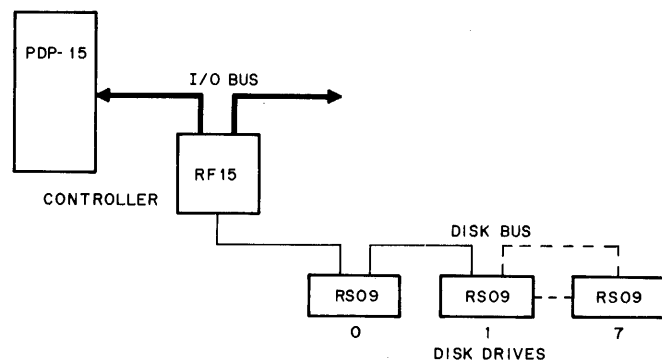 PDP-15
I/O BUS
RF15
CONTROLLER
DISK BUS
RS09 RS09 RS09
0 1 7
DISK DRIVES